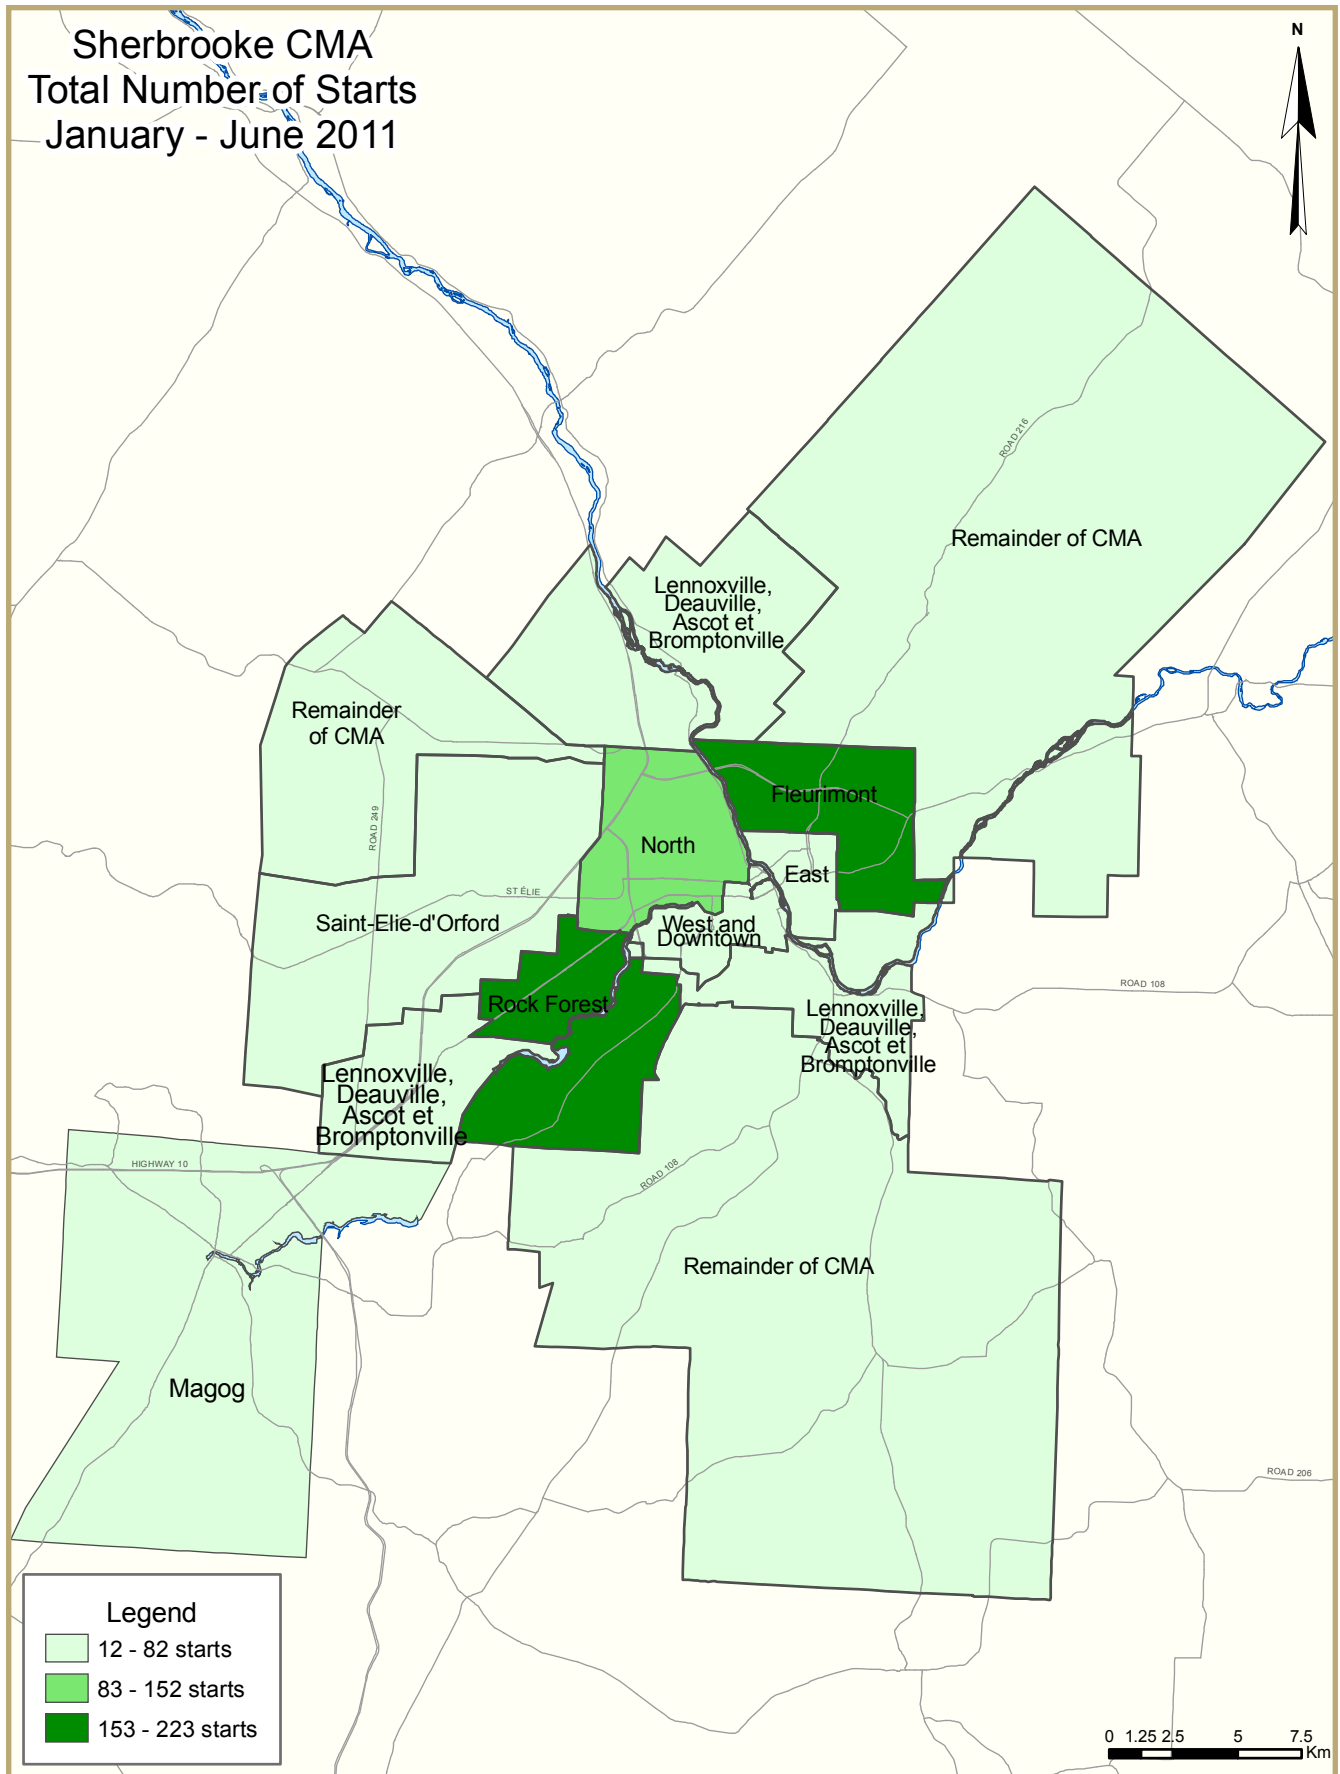 Sherbrooke CMA
Total Number of Starts
January - June 2011
N
ROAD 216
Remainder of CMA
Lennoxville,
Deauville,
Ascot et
Bromptonville
Remainder
of CMA
ROAD 249
Fleurimont
North
East
ST ÉLIE
Saint-Elie-d'Orford
West and
Downtown
Rock Forest
ROAD 108
Lennoxville,
Deauville,
Ascot et
Bromptonville
Lennoxville,
Deauville,
Ascot et
Bromptonville
HIGHWAY 10
ROAD 108
Remainder of CMA
Magog
ROAD 206
Legend
12 - 82 starts
83 - 152 starts
153 - 223 starts
0 1.25 2.5 5 7.5
Km